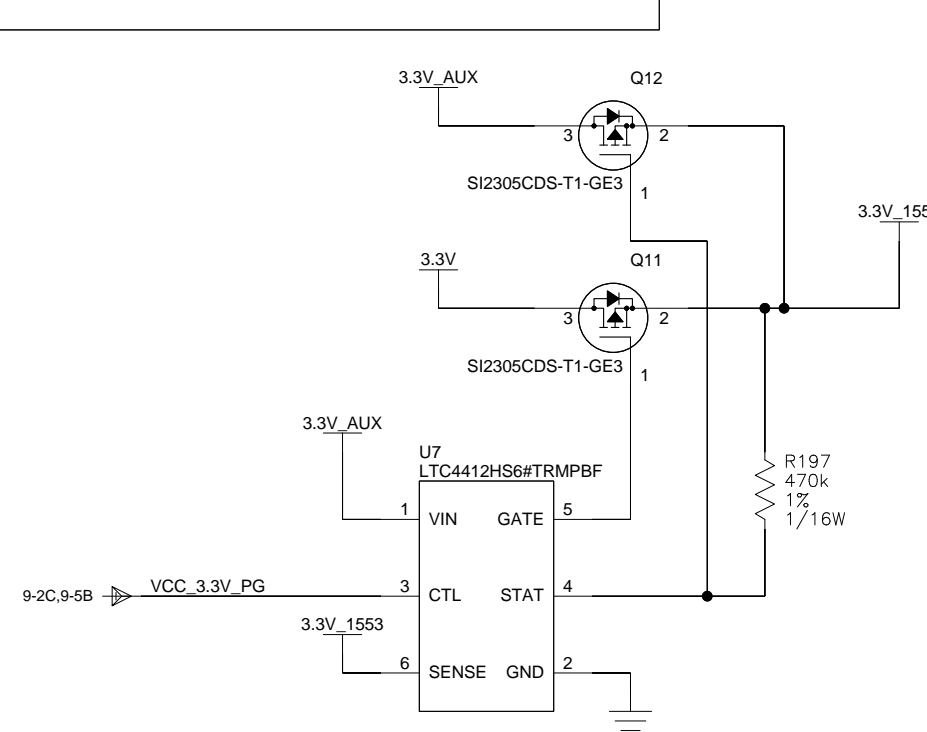 3.3V_AUX
Q12
3
2
SI2305CDS-T1-GE3
1
3.3V_155
3.3V
Q11
3
2
SI2305CDS-T1-GE3
1
3.3V_AUX
U7
LTC4412HS6#TRMPBF
R197
470k
1%
1/16W
1
VIN
GATE
5
9-2C,9-5B
VCC_3.3V_PG
3
CTL
STAT
4
3.3V_1553
6
SENSE
GND
2